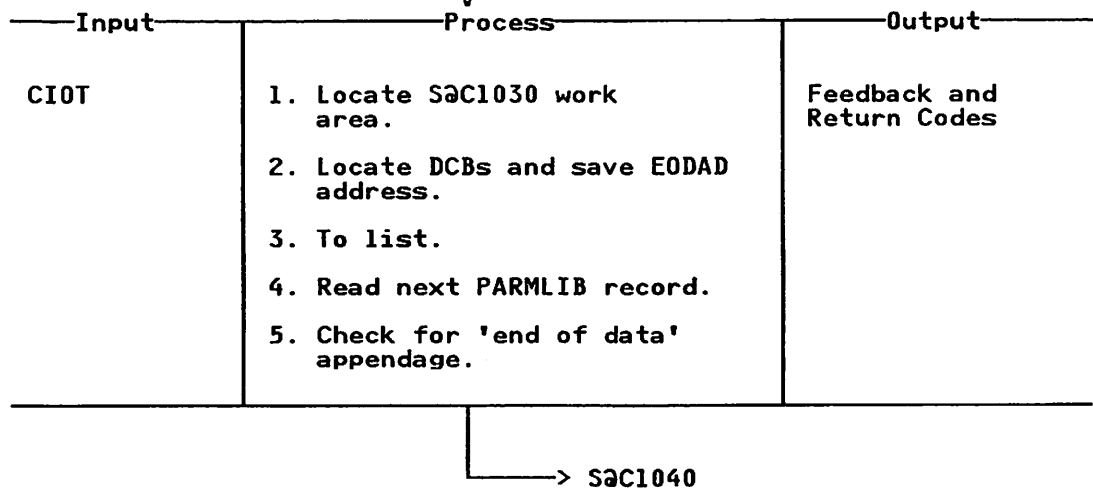 Input Process Output
CIOT
1. Locate S∂C1030 work
area.
2. Locate DCBs and save EODAD
address.
3. To list.
4. Read next PARMLIB record.
5. Check for 'end of data'
appendage.
Feedback and
Return Codes
S∂C1040